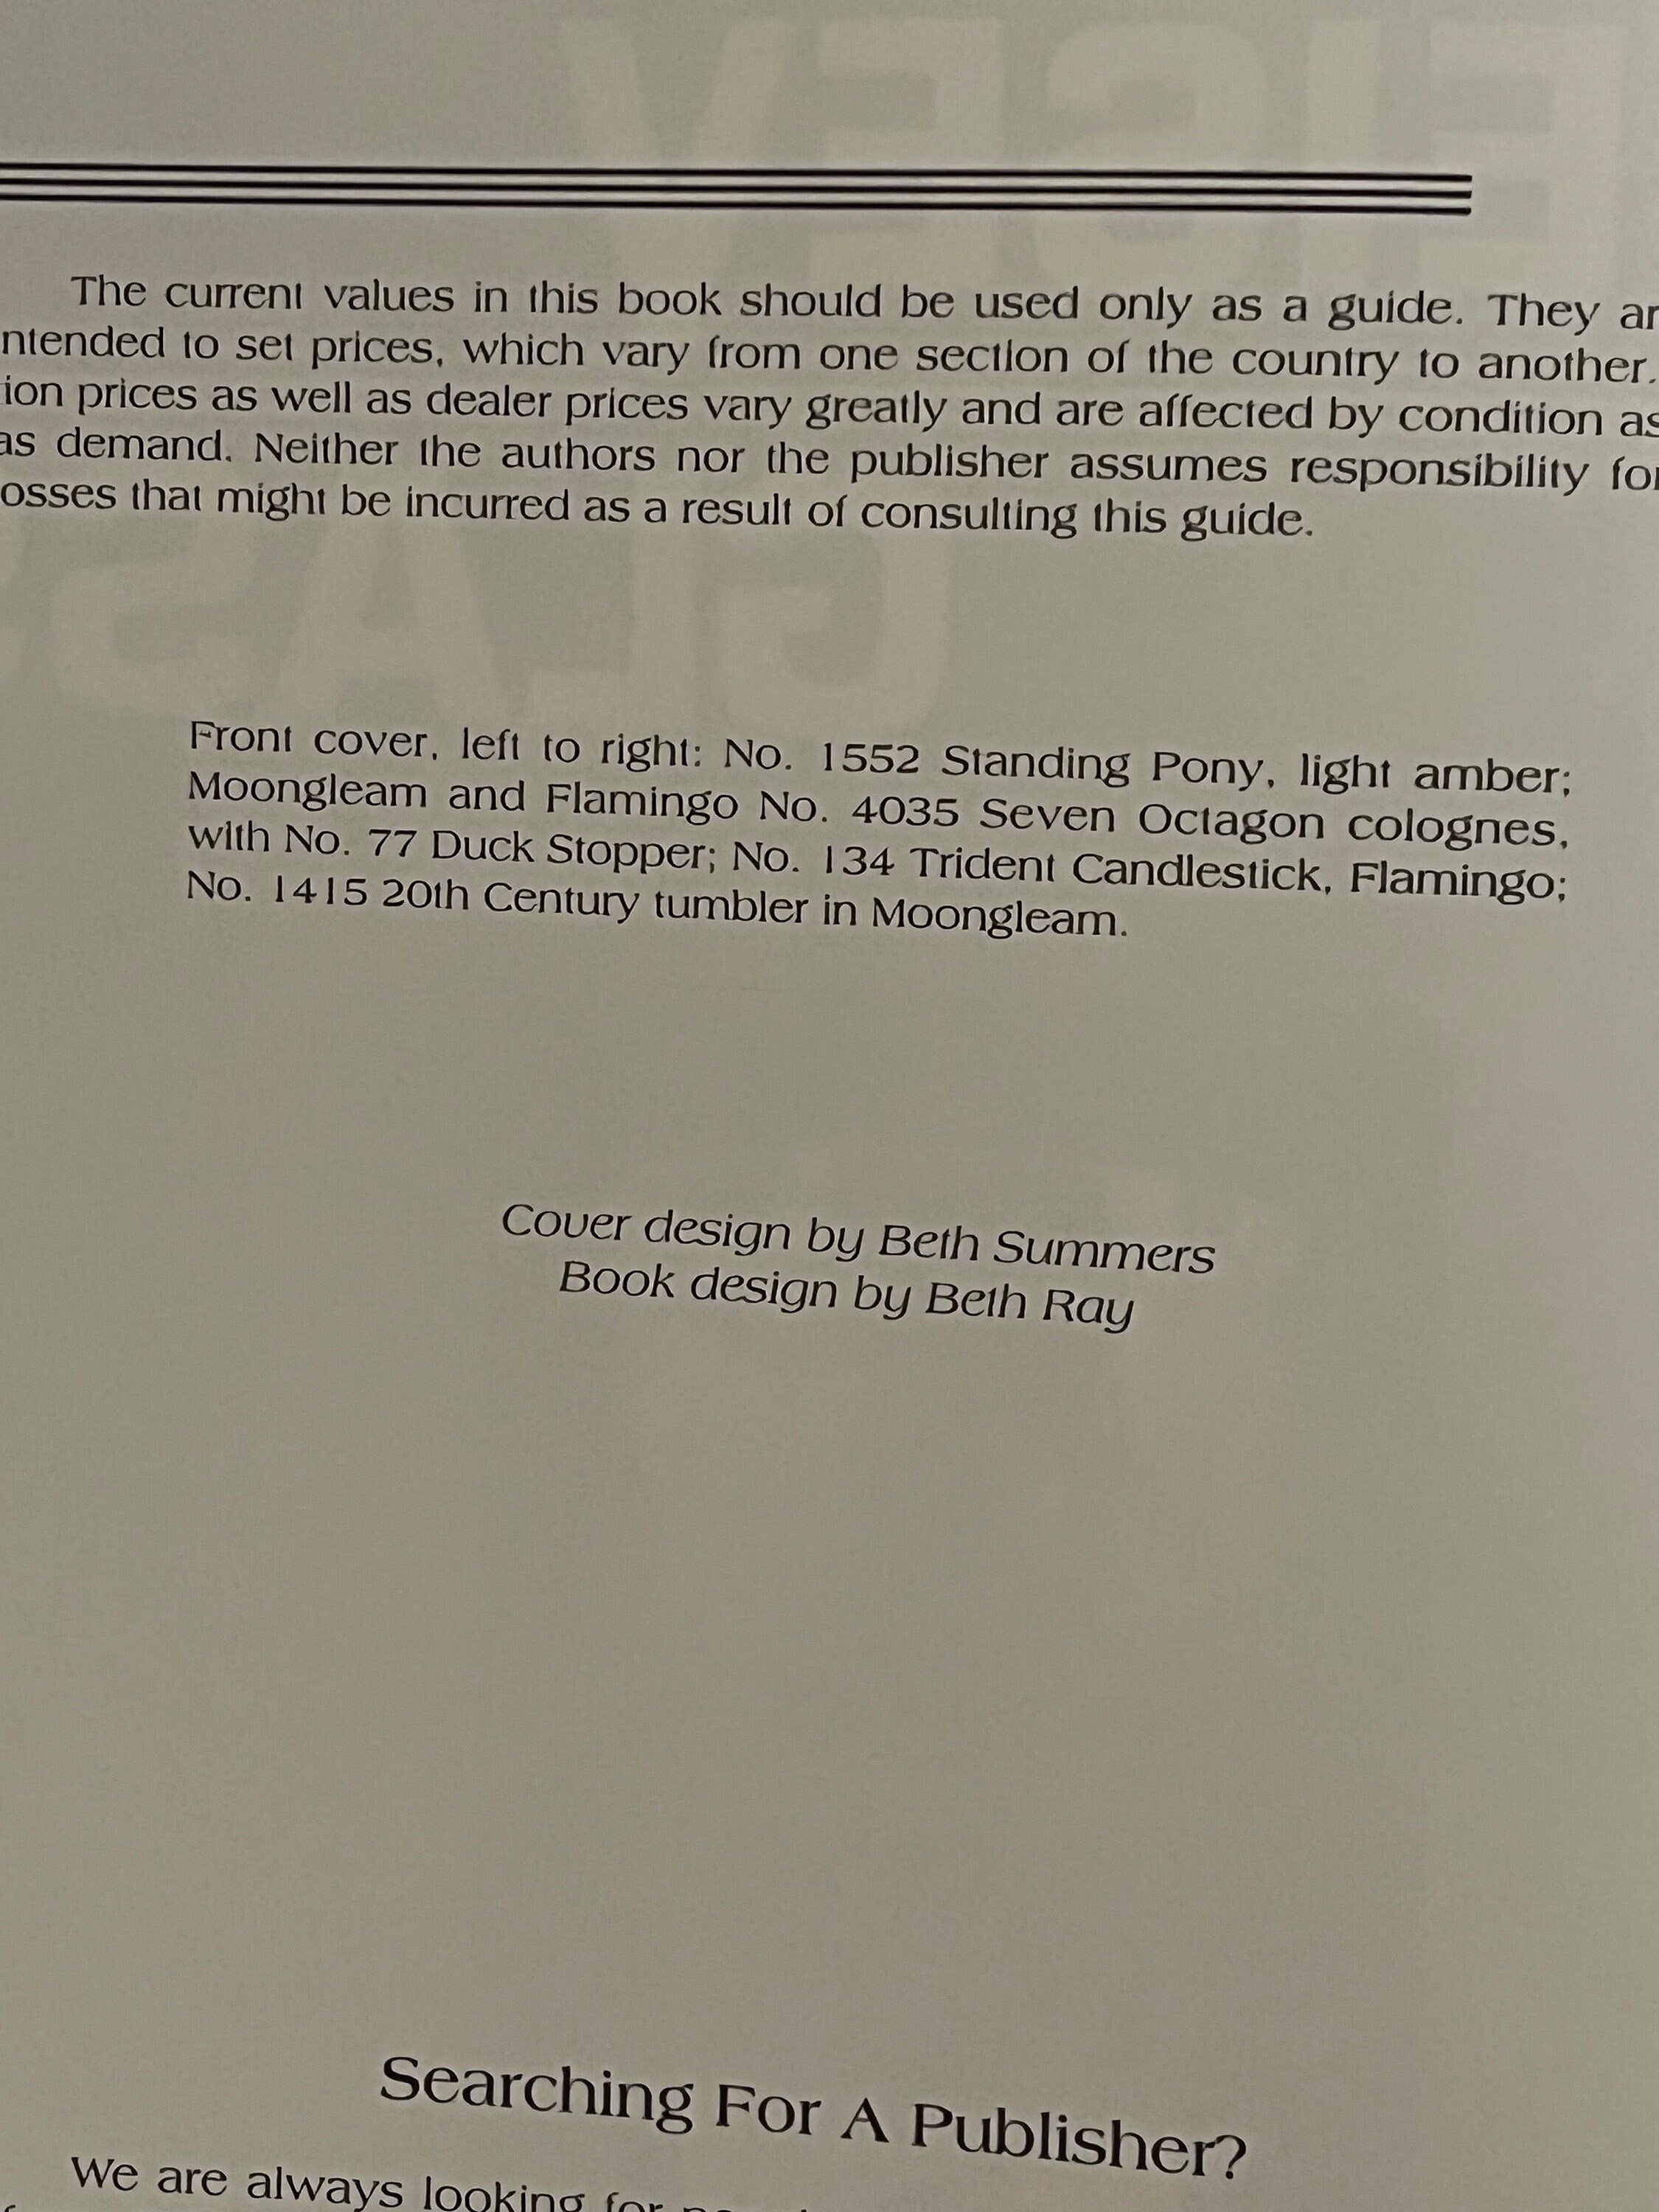 The current values in this book should be used only as a guide. They ar
ntended to set prices, which vary from one section of the country to another.
ion prices as well as dealer prices vary greatly and are affected by condition as
as demand. Neither the authors nor the publisher assumes responsibility for
osses that might be incurred as a result of consulting this guide.
Front cover, left to right: No. 1552 Standing Pony, light amber;
Moongleam and Flamingo No. 4035 Seven Octagon colognes,
with No. 77 Duck Stopper; No. 134 Trident Candlestick, Flamingo;
No. 1415 20th Century tumbler in Moongleam.
Cover design by Beth Summers
Book design by Beth Ray
Searching For A Publisher?
We are always looking for